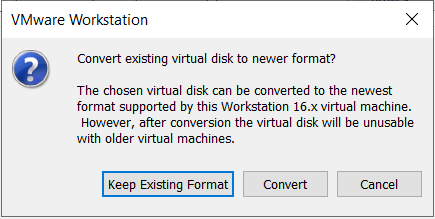 VMware Workstation
Convert existing virtual disk to newer format?
The chosen virtual disk can be converted to the newest
format supported by this Workstation 16.x virtual machine.
However, after conversion the virtual disk will be unusable
with older virtual machines.
Keep Existing Format Convert Cancel